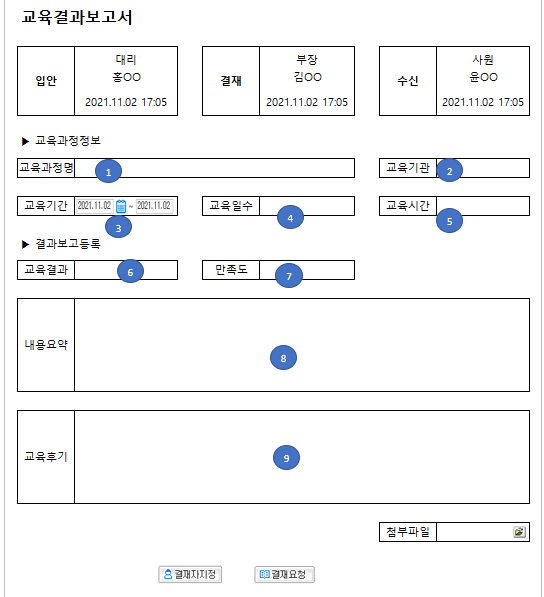 교육결과보고서
입안 대리 홍OO 2021.11.02 17:05
결재 부장 김OO 2021.11.02 17:05
수신 사원 윤OO 2021.11.02 17:05
▶ 교육과정정보
교육과정명 1 교육기관 2
교육기간 2021.11.02 ~ 2021.11.02 3 교육일수 4 교육시간 5
▶ 결과보고등록
교육결과 6 만족도 7
내용요약 8
교육후기 9
첨부파일
결재자지정 결재요청